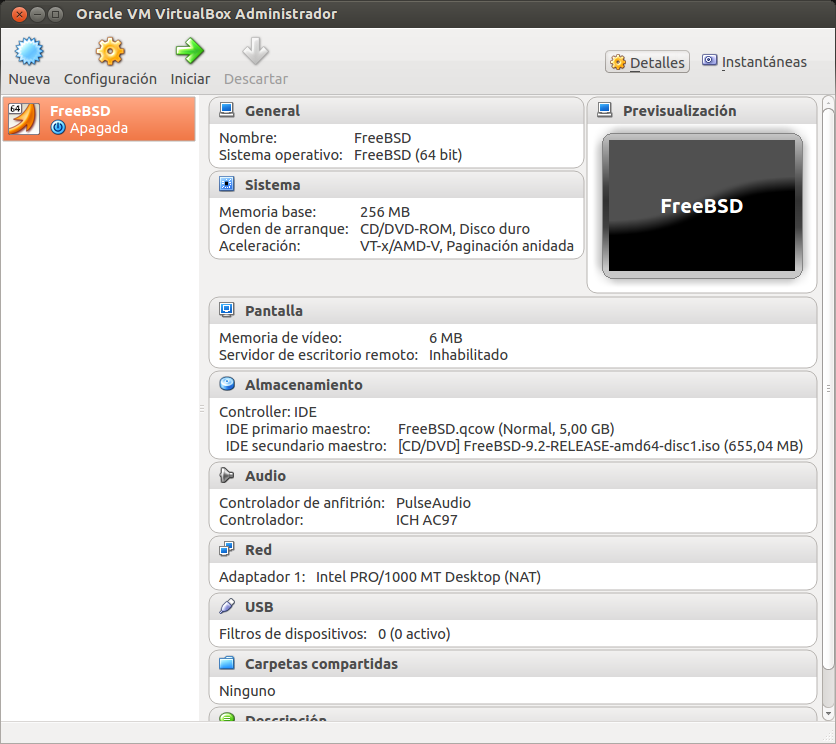 Oracle VM VirtualBox Administrador
Nueva Configuración Iniciar Descartar Detalles Instantáneas
64
FreeBSD
Apagada
General
Nombre: FreeBSD
Sistema operativo: FreeBSD (64 bit)
Sistema
Memoria base: 256 MB
Orden de arranque: CD/DVD-ROM, Disco duro
Aceleración: VT-x/AMD-V, Paginación anidada
Previsualización
FreeBSD
Pantalla
Memoria de vídeo: 6 MB
Servidor de escritorio remoto: Inhabilitado
Almacenamiento
Controller: IDE
IDE primario maestro: FreeBSD.qcow (Normal, 5,00 GB)
IDE secundario maestro: [CD/DVD] FreeBSD-9.2-RELEASE-amd64-disc1.iso (655,04 MB)
Audio
Controlador de anfitrión: PulseAudio
Controlador: ICH AC97
Red
Adaptador 1: Intel PRO/1000 MT Desktop (NAT)
USB
Filtros de dispositivos: 0 (0 activo)
Carpetas compartidas
Ninguno
Descripción